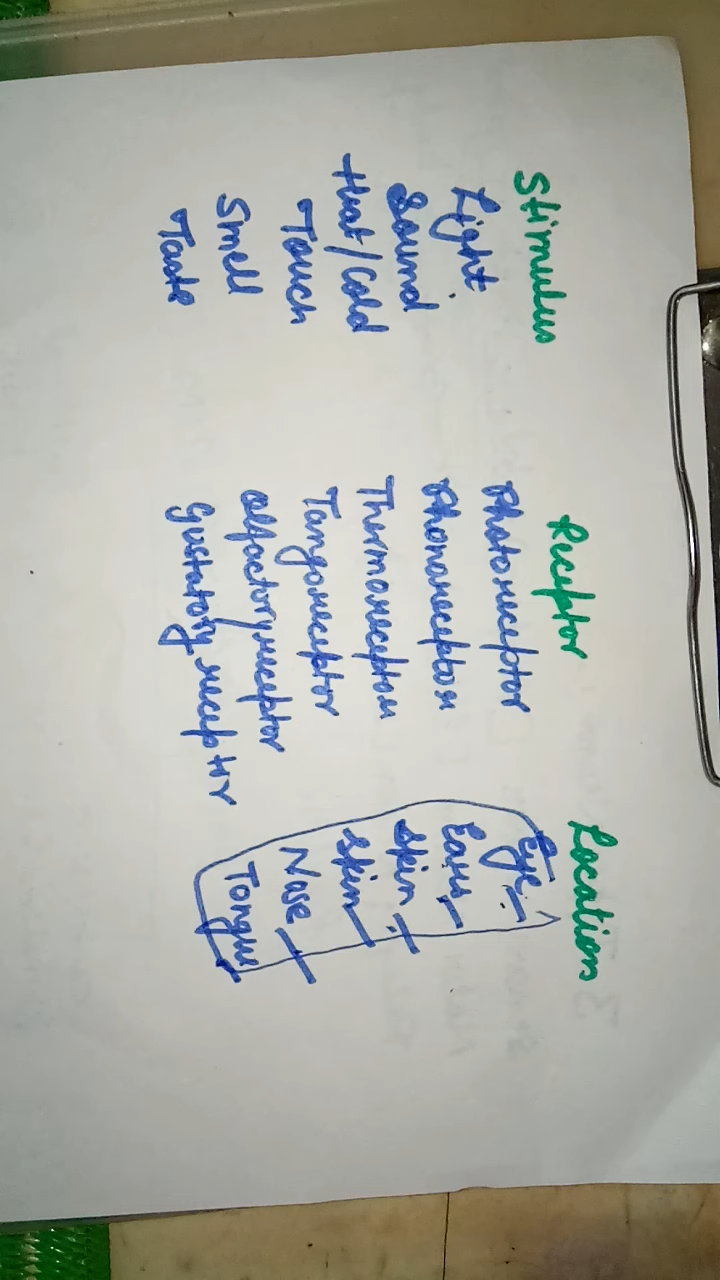 Stimulus Receptor Location
Light Photoreceptor Eye
Sound Phonoreceptor Ears
Heat/Cold Thermoreceptor Skin
Touch Tangoreceptor Skin
Smell olfactory receptor Nose
Taste gustatory receptor Tongue